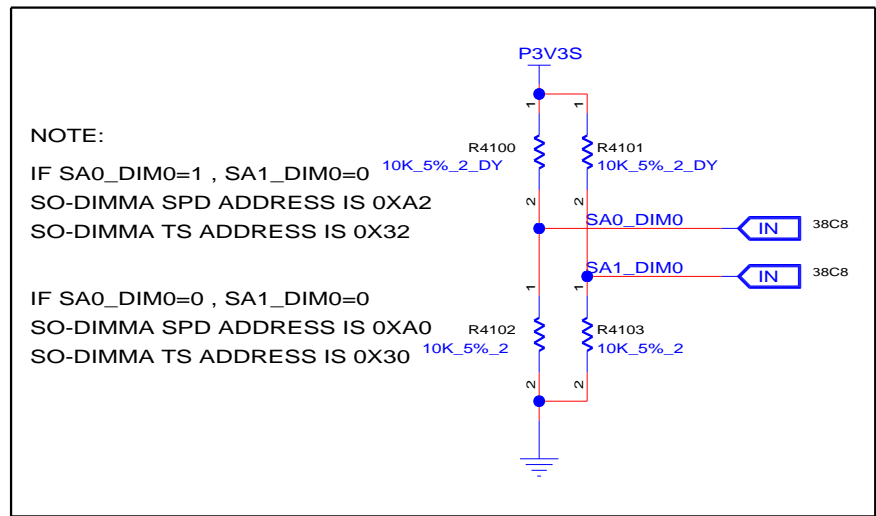 P3V3S
NOTE:
IF SA0_DIM0=1 , SA1_DIM0=0
SO-DIMMA SPD ADDRESS IS 0XA2
SO-DIMMA TS ADDRESS IS 0X32
IF SA0_DIM0=0 , SA1_DIM0=0
SO-DIMMA SPD ADDRESS IS 0XA0
SO-DIMMA TS ADDRESS IS 0X30
1
1
R4100
10K_5%_2_DY
R4101
10K_5%_2_DY
2
2
SA0_DIM0
IN
38C8
SA1_DIM0
IN
38C8
1
1
R4102
10K_5%_2
R4103
10K_5%_2
2
2